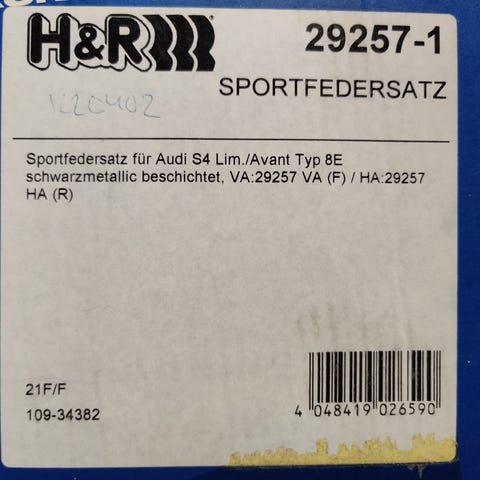 H&R
29257-1
SPORTFEDERSATZ
1220402
Sportfedersatz für Audi S4 Lim./Avant Typ 8E
schwarzmetallic beschichtet, VA:29257 VA (F) / HA:29257
HA (R)
21F/F
109-34382
4 048419 026590